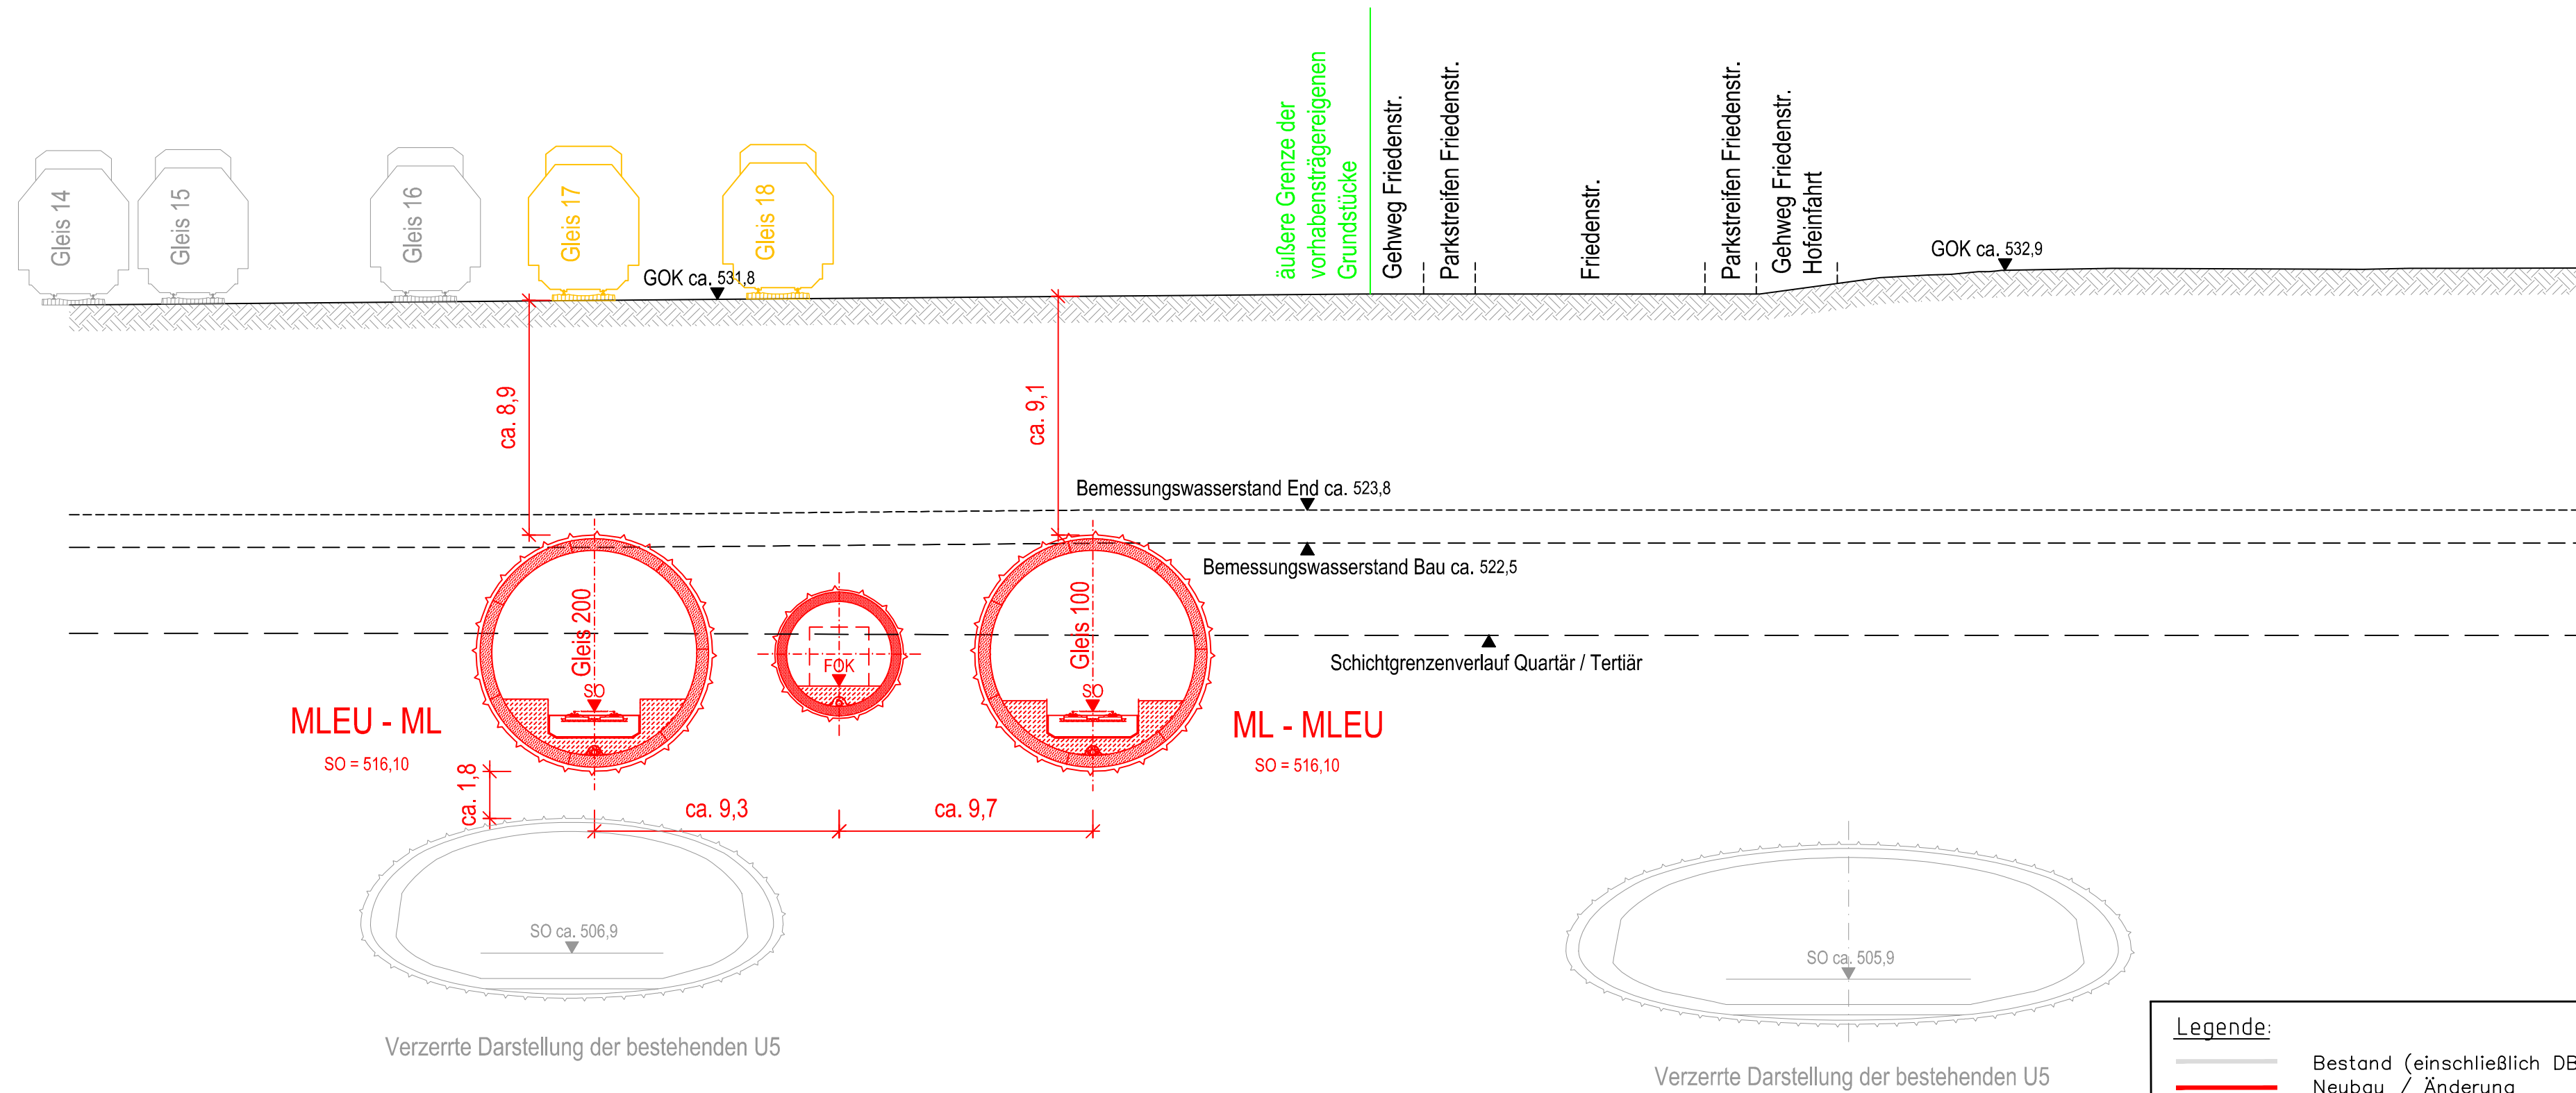 Gleis 14
Gleis 15
Gleis 16
Gleis 17
Gleis 18
GOK ca. 531,8
äußere Grenze der
vorhabensträgereigenen
Grundstücke
Gehweg Friedenstr.
Parkstreifen Friedenstr.
Friedenstr.
Parkstreifen Friedenstr.
Gehweg Friedenstr.
Hofeinfahrt
GOK ca. 532,9
ca. 8,9
ca. 9,1
Bemessungswasserstand End ca. 523,8
Bemessungswasserstand Bau ca. 522,5
Schichtgrenzenverlauf Quartär / Tertiär
Gleis 200
SO
FOK
Gleis 100
SO
MLEU - ML
SO = 516,10
ML - MLEU
SO = 516,10
ca. 1,8
ca. 9,3
ca. 9,7
SO ca. 506,9
Verzerrte Darstellung der bestehenden U5
SO ca. 505,9
Verzerrte Darstellung der bestehenden U5
Legende:
Bestand (einschließlich DB
Neubau / Änderung